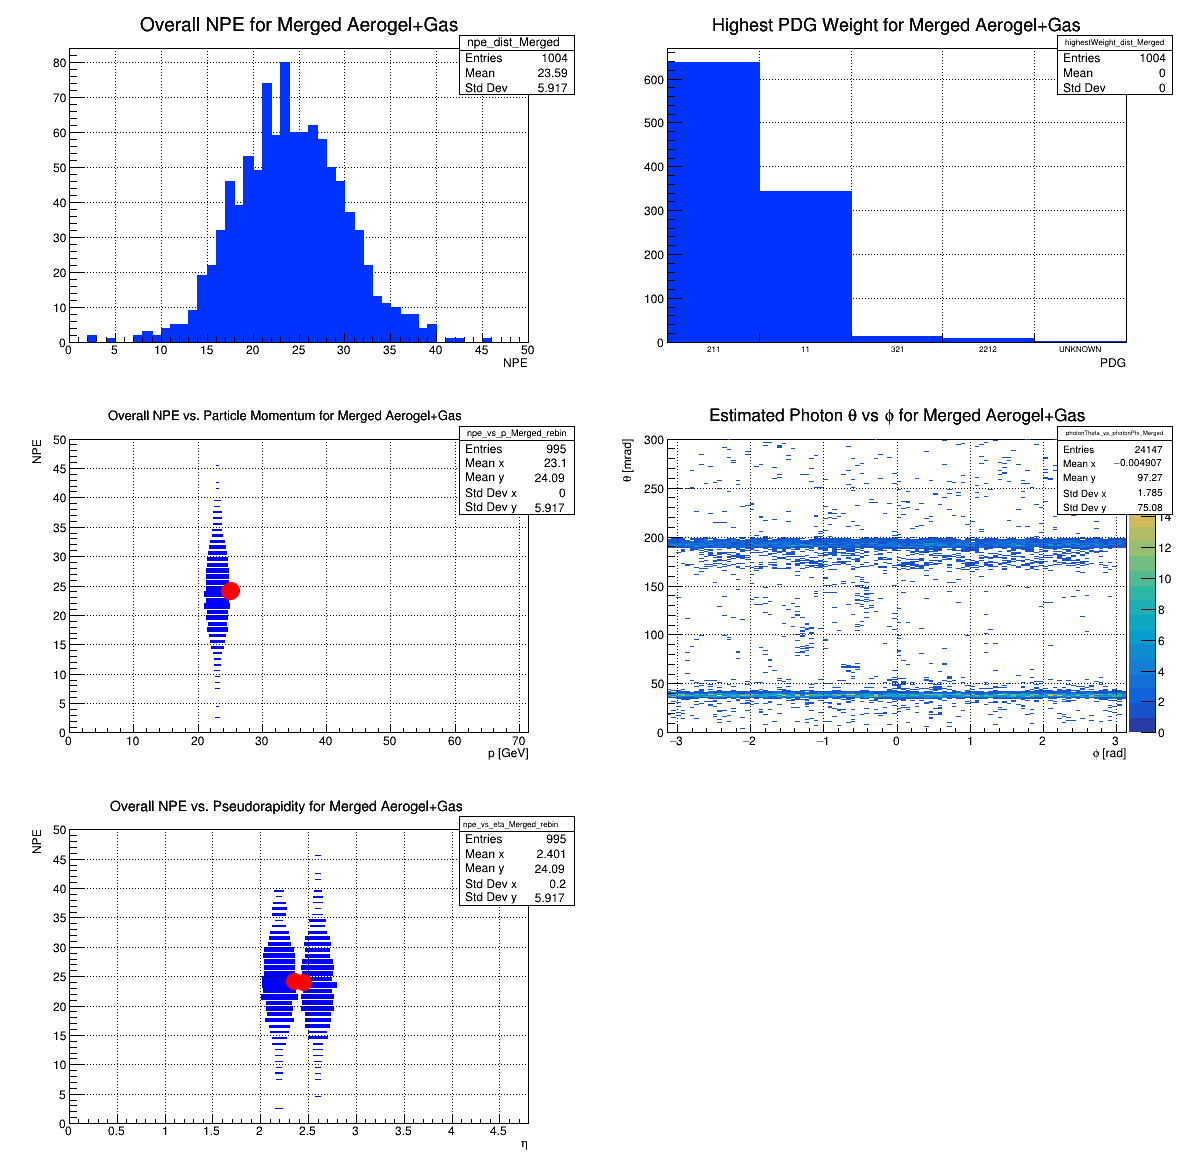 Overall NPE for Merged Aerogel+Gas
npe_dist_Merged
Entries 1004
Mean 23.59
Std Dev 5.917
80
70
60
50
40
30
20
10
0
0 5 10 15 20 25 30 35 40 45 50
NPE
Highest PDG Weight for Merged Aerogel+Gas
highestWeight_dist_Merged
Entries 1004
Mean 0
Std Dev 0
600
500
400
300
200
100
0
211 11 321 2212 UNKNOWN
PDG
Overall NPE vs. Particle Momentum for Merged Aerogel+Gas
npe_vs_p_Merged_rebin
Entries 995
Mean x 23.1
Mean y 24.09
Std Dev x 0
Std Dev y 5.917
NPE
50
45
40
35
30
25
20
15
10
5
0
0 10 20 30 40 50 60 70
p [GeV]
Estimated Photon θ vs ϕ for Merged Aerogel+Gas
photonTheta_vs_photonPhi_Merged
Entries 24147
Mean x −0.004907
Mean y 97.27
Std Dev x 1.785
Std Dev y 75.08
θ [mrad]
300
250
200
150
100
50
0
−3 −2 −1 0 1 2 3
ϕ [rad]
14
12
10
8
6
4
2
0
Overall NPE vs. Pseudorapidity for Merged Aerogel+Gas
npe_vs_eta_Merged_rebin
Entries 995
Mean x 2.401
Mean y 24.09
Std Dev x 0.2
Std Dev y 5.917
NPE
50
45
40
35
30
25
20
15
10
5
0
0 0.5 1 1.5 2 2.5 3 3.5 4 4.5
η